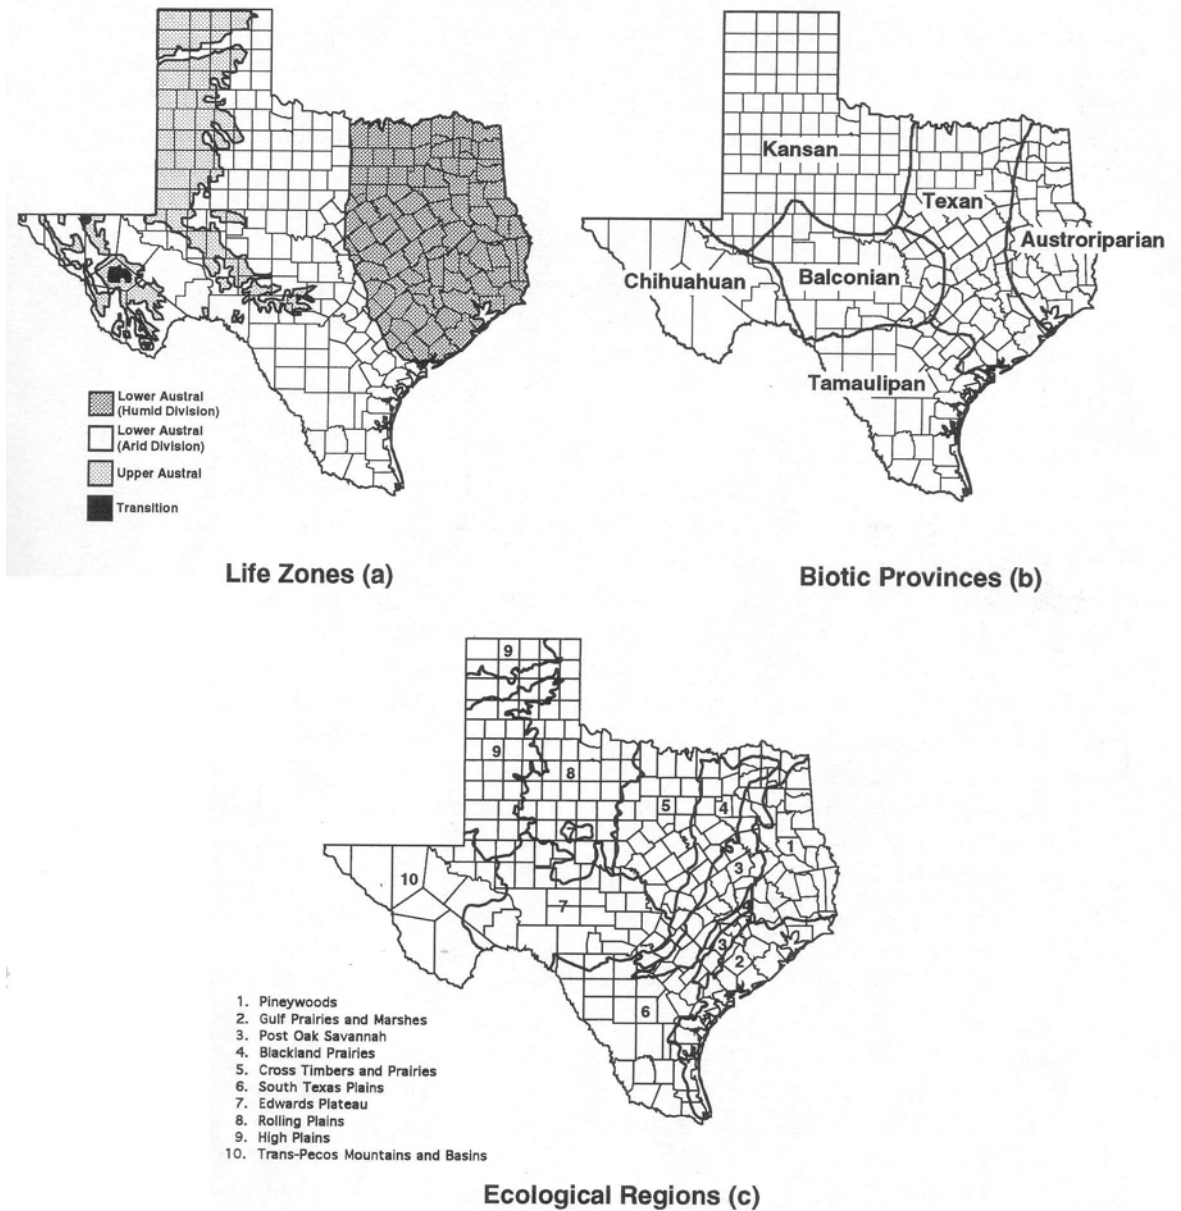 Lower Austral
(Humid Division)
Lower Austral
(Arid Division)
Upper Austral
Transition
Life Zones (a)
Kansan
Texan
Austroriparian
Chihuahuan
Balconian
Tamaulipan
Biotic Provinces (b)
9
9
8
5
4
7
1
10
3
7
3
2
6
1. Pineywoods
2. Gulf Prairies and Marshes
3. Post Oak Savannah
4. Blackland Prairies
5. Cross Timbers and Prairies
6. South Texas Plains
7. Edwards Plateau
8. Rolling Plains
9. High Plains
10. Trans-Pecos Mountains and Basins
Ecological Regions (c)